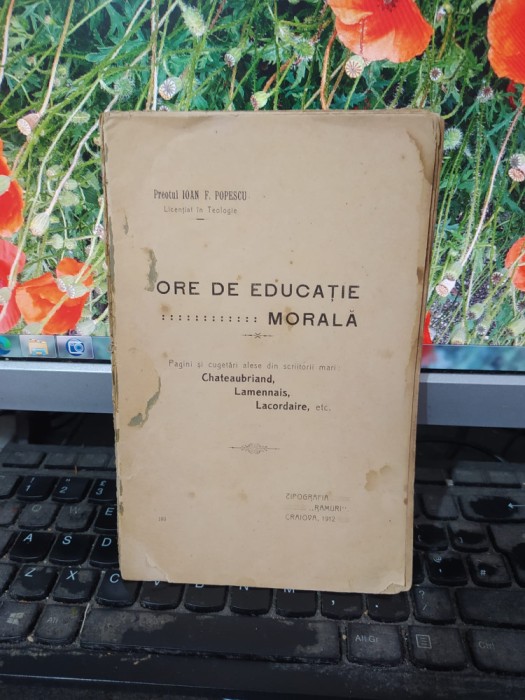 Preotul IOAN F. POPESCU
Licențiat în Teologie
ORE DE EDUCAȚIE
:::::::::::: MORALĂ
Pagini și cugetări alese din scriitorii mari:
Chateaubriand,
Lamennais,
Lacordaire, etc.
TIPOGRAFIA
„RAMURI“
CRAIOVA, 1912